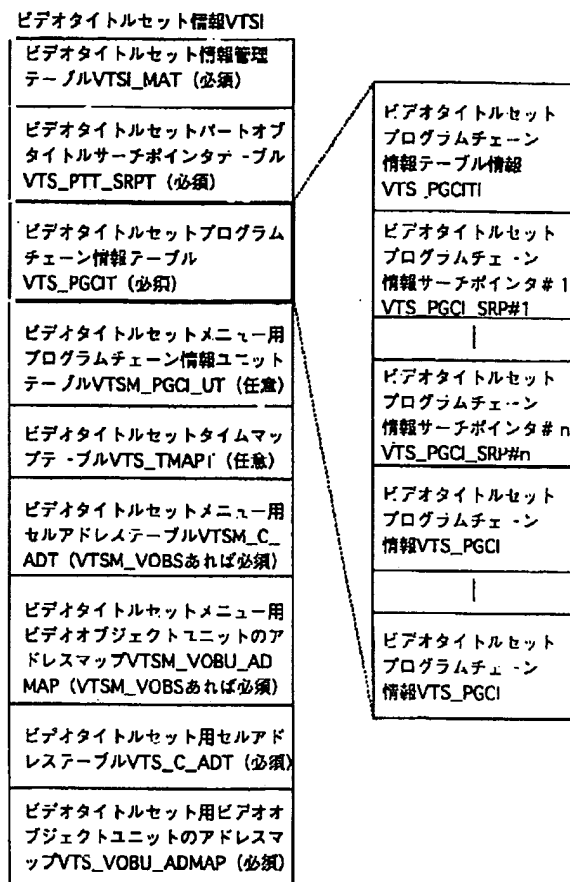 ビデオタイトルセット情報VTSI
ビデオタイトルセット情報管理
テーブルVTSI_MAT（必須）
ビデオタイトルセットパートオブ
タイトルサーチポインタテーブル
VTS_PTT_SRPT（必須）
ビデオタイトルセットプログラム
チェーン情報テーブル
VTS_PGCIT（必須）
ビデオタイトルセットメニュー用
プログラムチェーン情報ユニット
テーブルVTSM_PGCI_UT（任意）
ビデオタイトルセットタイムマッ
プテーブルVTS_TMAPT（任意）
ビデオタイトルセットメニュー用
セルアドレステーブルVTSM_C_
ADT（VTSM_VOBSあれば必須）
ビデオタイトルセットメニュー用
ビデオオブジェクトユニットのア
ドレスマップVTSM_VOBU_AD
MAP（VTSM_VOBSあれば必須）
ビデオタイトルセット用セルアド
レステーブルVTS_C_ADT（必須）
ビデオタイトルセット用ビデオオ
ブジェクトユニットのアドレスマ
ップVTS_VOBU_ADMAP（必須）
ビデオタイトルセット
プログラムチェーン
情報テーブル情報
VTS_PGCITI
ビデオタイトルセット
プログラムチェーン
情報サーチポインタ＃1
VTS_PGCI_SRP#1
ビデオタイトルセット
プログラムチェーン
情報サーチポインタ＃n
VTS_PGCI_SRP#n
ビデオタイトルセット
プログラムチェーン
情報VTS_PGCI
ビデオタイトルセット
プログラムチェーン
情報VTS_PGCI